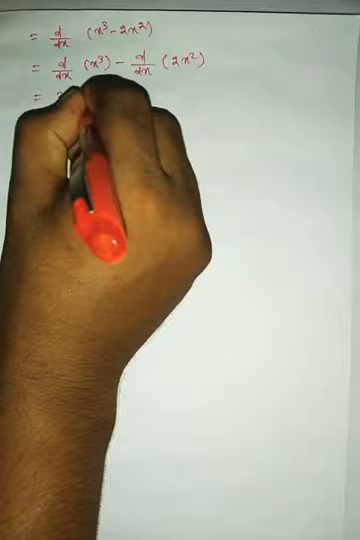 = d/dx (x³ - 2x²)
= d/dx (x³) - d/dx (2x²)
=